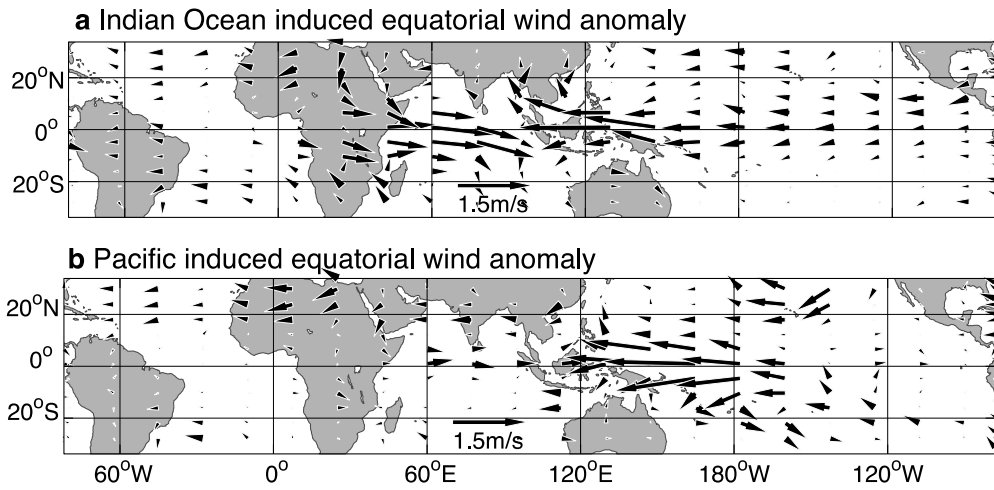 a Indian Ocean induced equatorial wind anomaly
20°N
0°
20°S
1.5m/s
b Pacific induced equatorial wind anomaly
20°N
0°
20°S
1.5m/s
60°W 0° 60°E 120°E 180°W 120°W